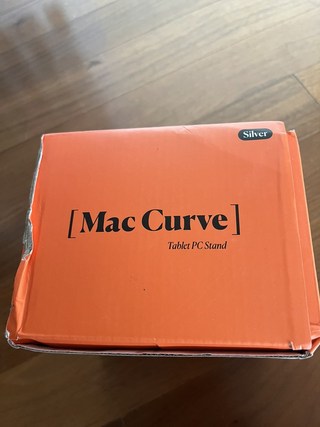 Silver
[Mac Curve]
Tablet PC Stand